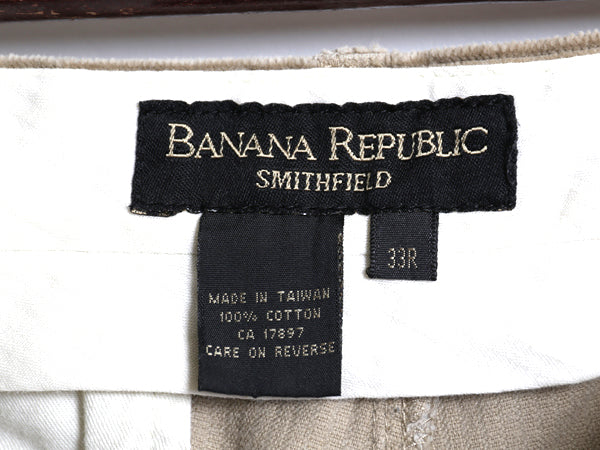 BANANA REPUBLIC
SMITHFIELD
33R
MADE IN TAIWAN
100% COTTON
CA 17897
CARE ON REVERSE